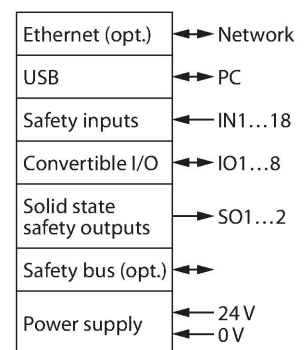 Ethernet (opt.) Network
USB PC
Safety inputs IN1...18
Convertible I/O IO1...8
Solid state
safety outputs SO1...2
Safety bus (opt.)
Power supply 24 V
0 V